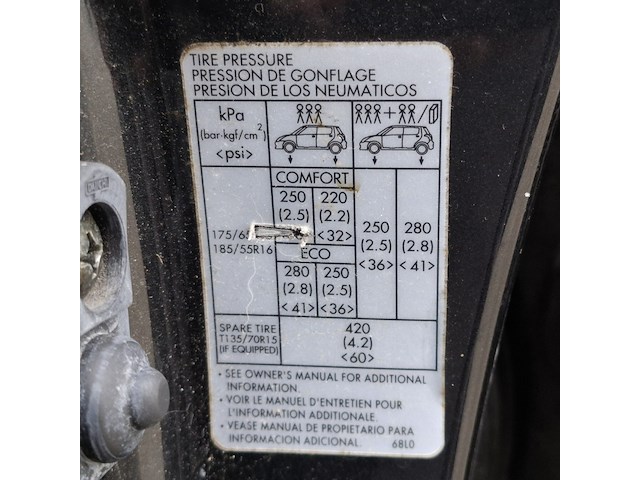 TIRE PRESSURE
PRESSION DE GONFLAGE
PRESION DE LOS NEUMATICOS
kPa
(bar·kgf/cm²)
<psi>
+ /
COMFORT
250 220
(2.5) (2.2)
<32>
175/65
185/55R16
250 280
(2.5) (2.8)
<36> <41>
ECO
280 250
(2.8) (2.5)
<41> <36>
SPARE TIRE
T135/70R15
(IF EQUIPPED)
420
(4.2)
<60>
• SEE OWNER'S MANUAL FOR ADDITIONAL
INFORMATION.
• VOIR LE MANUEL D'ENTRETIEN POUR
L'INFORMATION ADDITIONALE.
• VEASE MANUAL DE PROPIETARIO PARA
INFORMACION ADICIONAL. 68L0